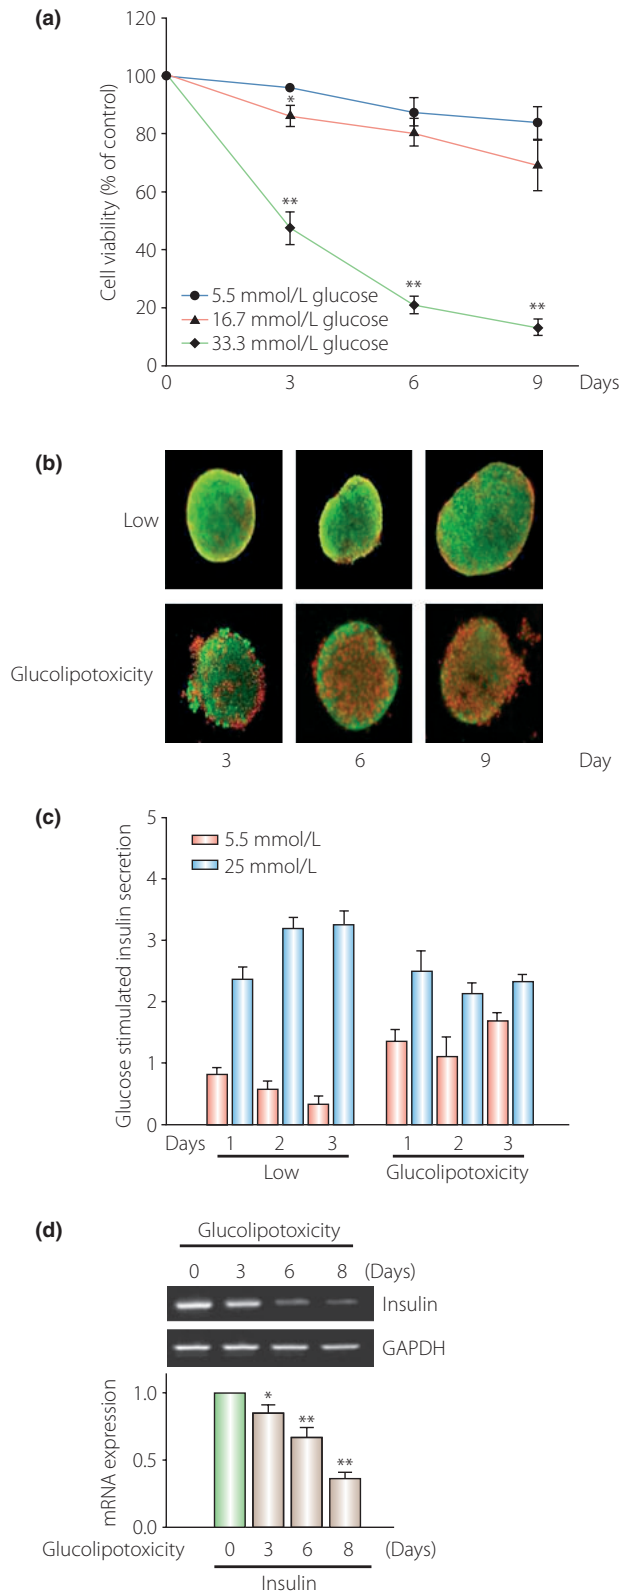 (a)
120
100
80
60
40
20
0
Cell viability (% of control)
*
**
**
**
5.5 mmol/L glucose
16.7 mmol/L glucose
33.3 mmol/L glucose
0 3 6 9 Days
(b)
Low
Glucolipotoxicity
3 6 9 Day
(c)
5
4
3
2
1
0
Glucose stimulated insulin secretion
5.5 mmol/L
25 mmol/L
Days 1 2 3 1 2 3
Low Glucolipotoxicity
(d)
Glucolipotoxicity
0 3 6 8 (Days)
Insulin
GAPDH
1.0
0.5
0.0
mRNA expression
*
**
**
Glucolipotoxicity 0 3 6 8 (Days)
Insulin